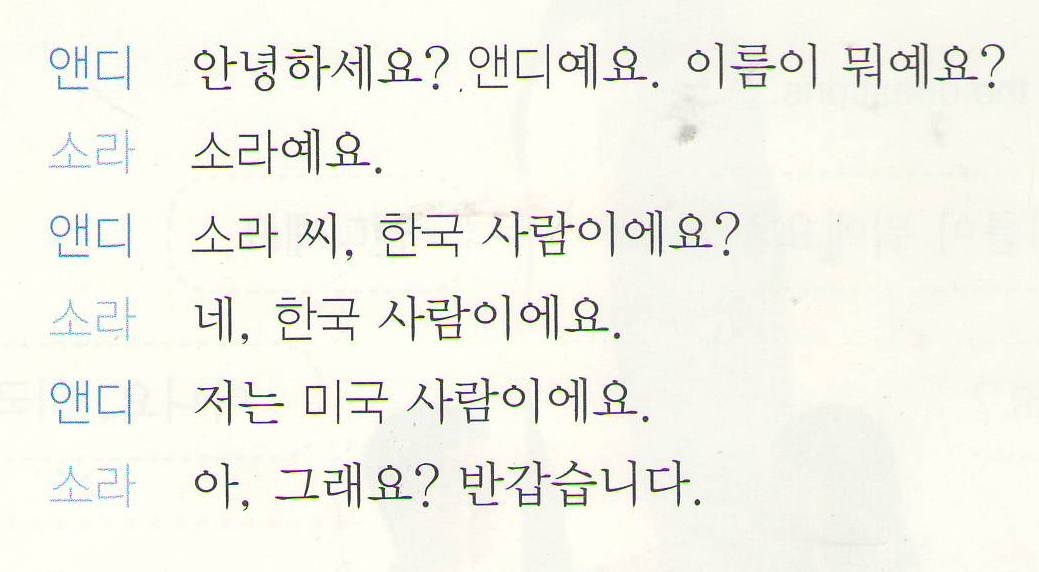 앤디 안녕하세요? 앤디예요. 이름이 뭐예요?
소라 소라예요.
앤디 소라 씨, 한국 사람이에요?
소라 네, 한국 사람이에요.
앤디 저는 미국 사람이에요.
소라 아, 그래요? 반갑습니다.